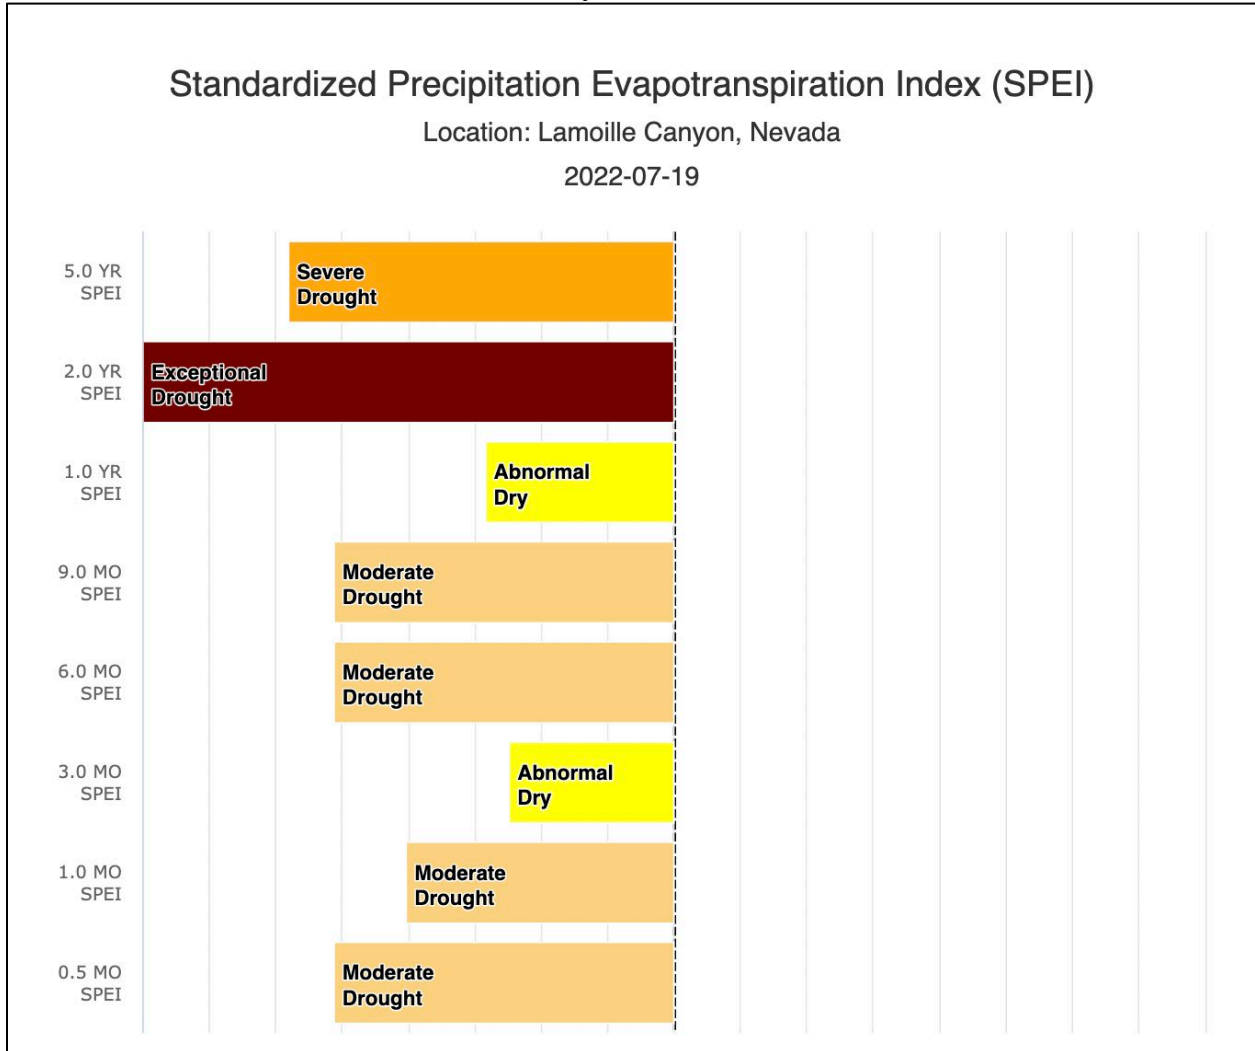 Standardized Precipitation Evapotranspiration Index (SPEI)
Location: Lamoille Canyon, Nevada
2022-07-19
5.0 YR
SPEI
Severe
Drought
2.0 YR
SPEI
Exceptional
Drought
1.0 YR
SPEI
Abnormal
Dry
9.0 MO
SPEI
Moderate
Drought
6.0 MO
SPEI
Moderate
Drought
3.0 MO
SPEI
Abnormal
Dry
1.0 MO
SPEI
Moderate
Drought
0.5 MO
SPEI
Moderate
Drought